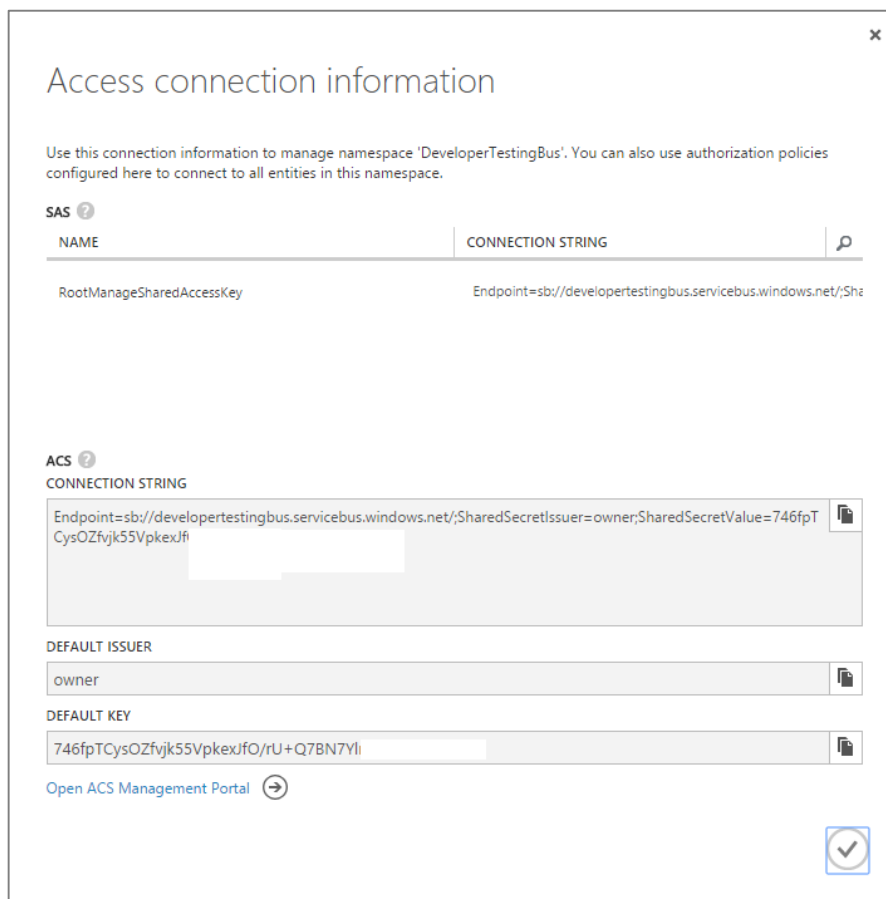 Access connection information
Use this connection information to manage namespace 'DeveloperTestingBus'. You can also use authorization policies
configured here to connect to all entities in this namespace.
SAS
NAME CONNECTION STRING
RootManageSharedAccessKey Endpoint=sb://developertestingbus.servicebus.windows.net/;Sha
ACS
CONNECTION STRING
Endpoint=sb://developertestingbus.servicebus.windows.net/;SharedSecretIssuer=owner;SharedSecretValue=746fpT
CysOZfvjk55VpkexJf
DEFAULT ISSUER
owner
DEFAULT KEY
746fpTCysOZfvjk55VpkexJfO/rU+Q7BN7Yl
Open ACS Management Portal